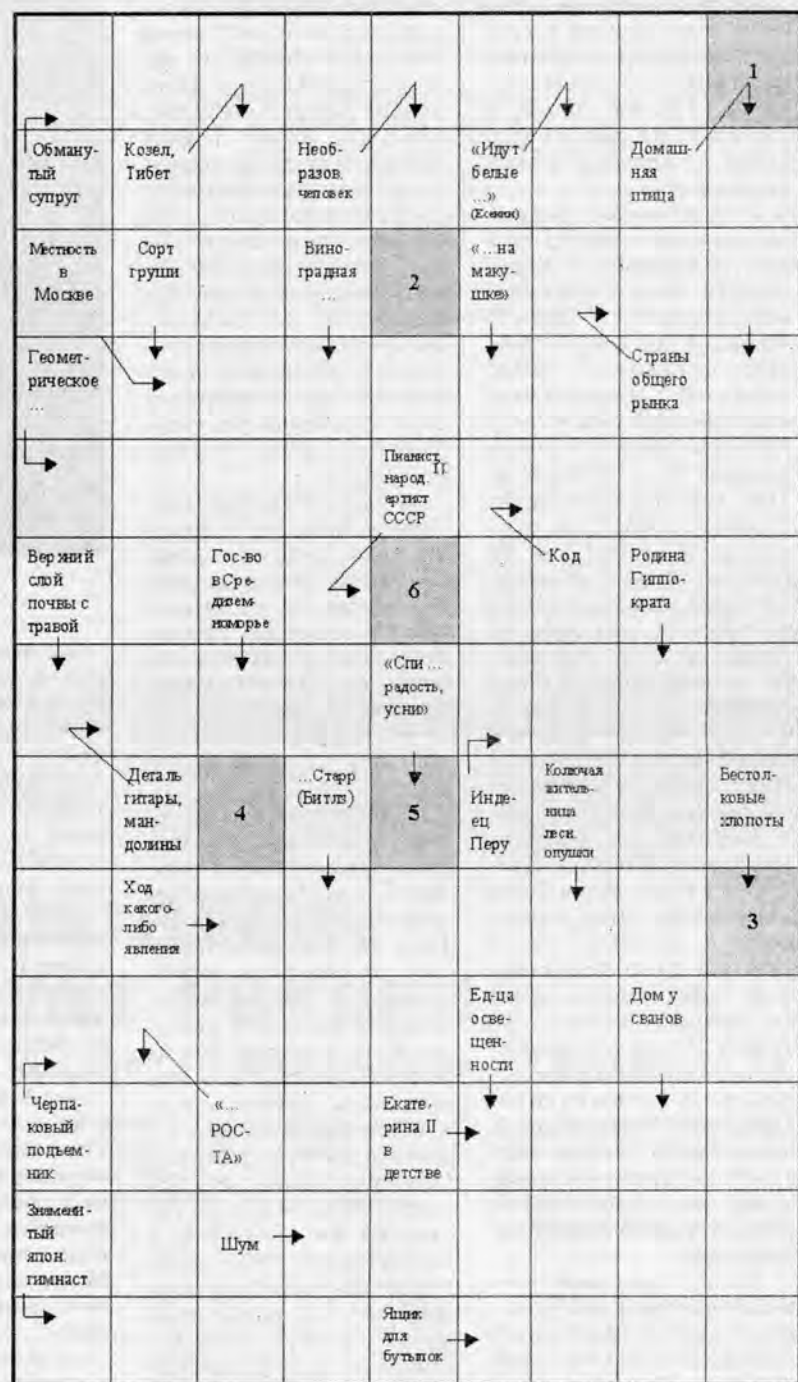 1
Обману-
тый
супруг
Козел,
Тибет
Необ-
разов.
человек
«Идут
белые
...»
(Есенин)
Домаш-
няя
птица
Местность
в
Москве
Сорт
груши
Вино-
градная
...
2
«...на
маку-
шке»
Страны
общего
рынка
Геомет-
рическое
...
Пианист,
народ.
артист
СССР
Верхний
слой
почвы с
травой
Гос-во
в Сре-
диземн-
номорье
6
Код
Родина
Гиппо-
крата
«Спи ...
радость,
усни»
Деталь
гитары,
ман-
долины
4
...Старр
(Битлз)
5
Инде-
ец
Перу
Колючая
житель-
ница
лесн.
опушки
Бестол-
ковые
хлопоты
Ход
какого-
либо
явления
3
Ед-ца
осве-
щен-
ности
Дом у
сванов
Черпа-
ковый
подъем-
ник
«...
РОС-
ТА»
Екате-
рина II
в
детстве
Знамени-
тый
япон.
гимнаст
Шум
Ящик
для
бутылок